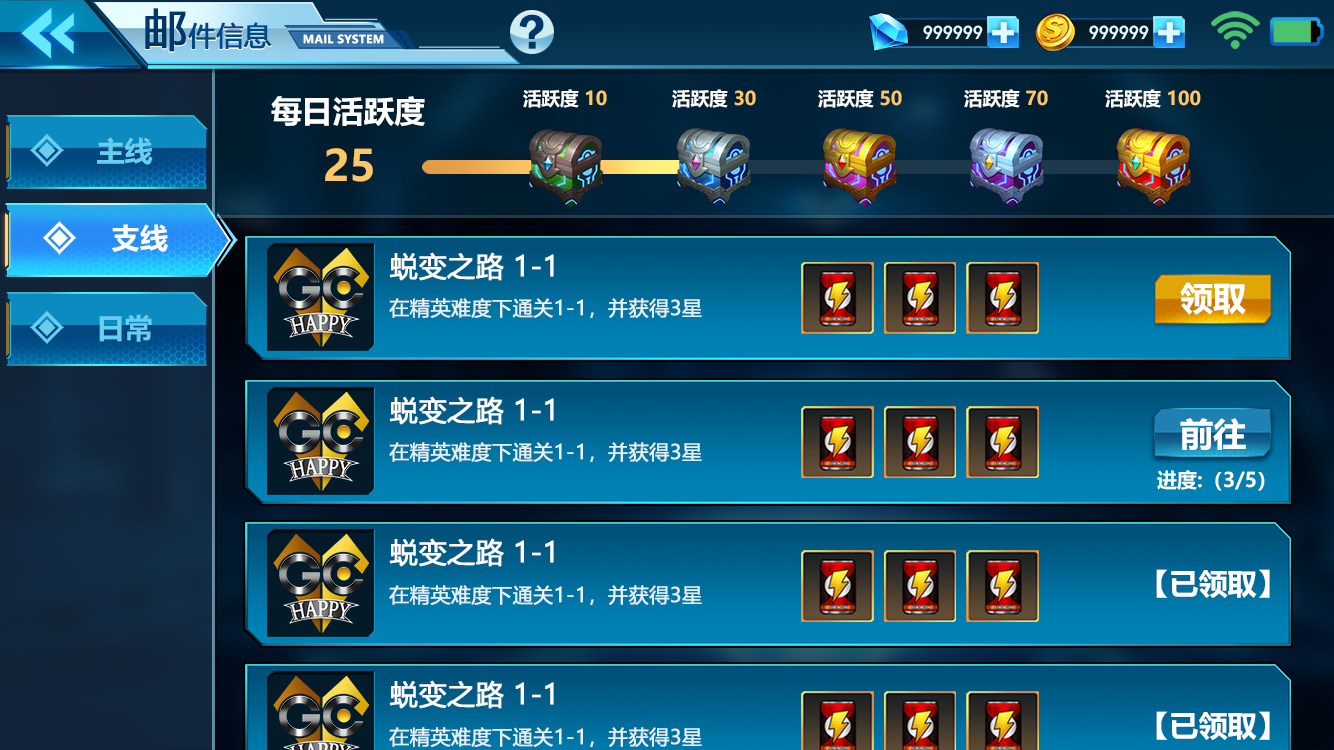 邮件信息
MAIL SYSTEM
?
999999
999999
每日活跃度
25
活跃度 10
活跃度 30
活跃度 50
活跃度 70
活跃度 100
主线
支线
日常
GC
HAPPY
蜕变之路 1-1
在精英难度下通关1-1，并获得3星
领取
GC
HAPPY
蜕变之路 1-1
在精英难度下通关1-1，并获得3星
前往
进度:（3/5）
GC
HAPPY
蜕变之路 1-1
在精英难度下通关1-1，并获得3星
【已领取】
GC
HAPPY
蜕变之路 1-1
在精英难度下通关1-1，并获得3星
【已领取】